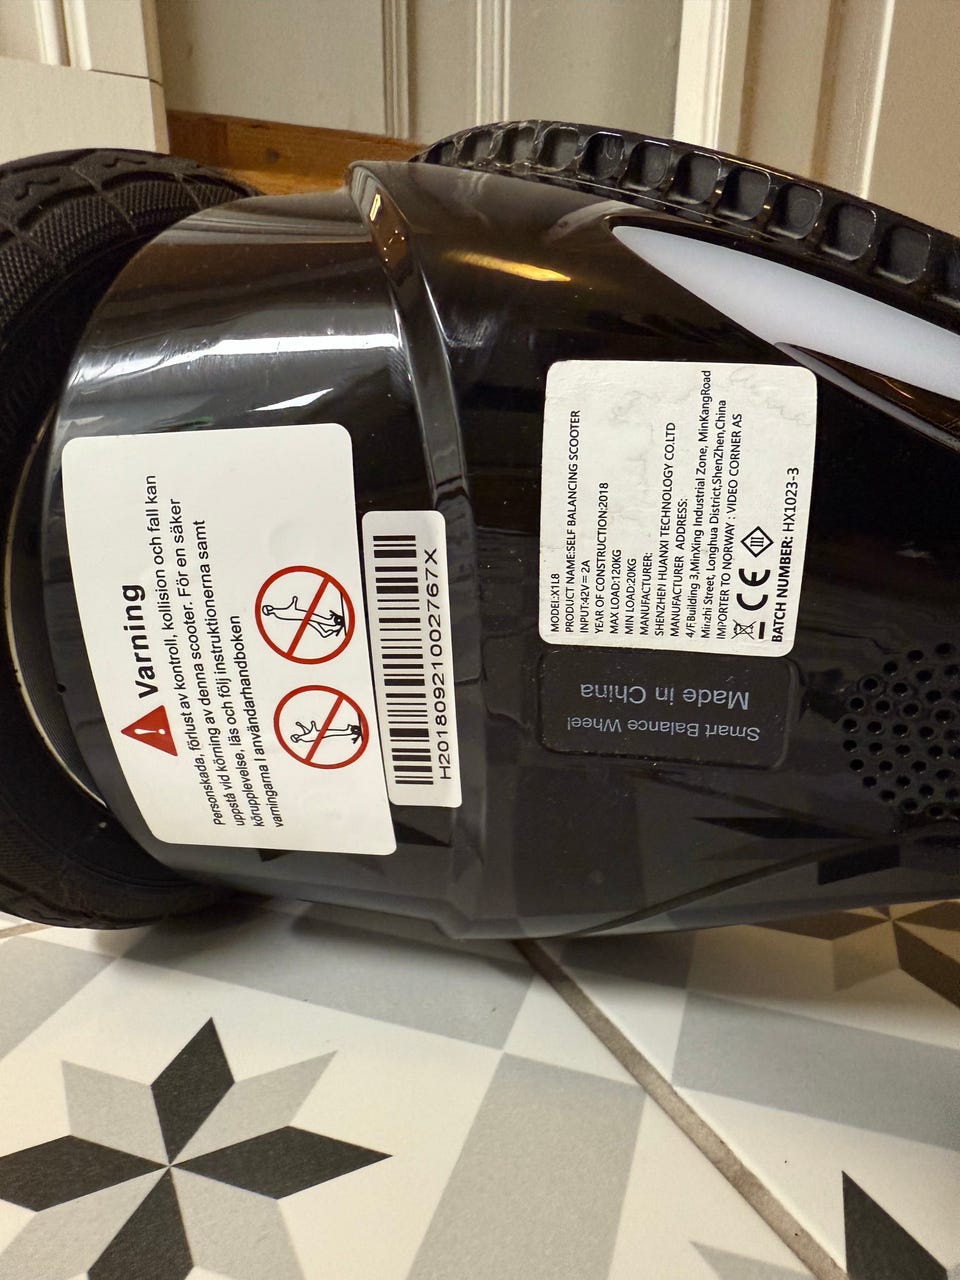 Varning
Personskada, förlust av kontroll, kollision och fall kan
uppstå vid körning av denna scooter. För en säker
körupplevelse, läs och följ instruktionerna samt
varningarna I användarhandboken
H20180921002767X
MODEL:X1L8
PRODUCT NAME:SELF BALANCING SCOOTER
INPUT:42V⎓2A
YEAR OF CONSTRUCTION:2018
MAX LOAD:120KG
MIN LOAD:20KG
MANUFACTURER:
SHENZHEN HUANXI TECHNOLOGY CO.LTD
MANUFACTURER ADDRESS:
4/F.Building 3,MinXing Industrial Zone, MinKangRoad
Minzhi Street, Longhua District,ShenZhen,China
IMPORTER TO NORWAY : VIDEO CORNER AS
CE III
BATCH NUMBER: HX1023-3
Smart Balance Wheel
Made in China